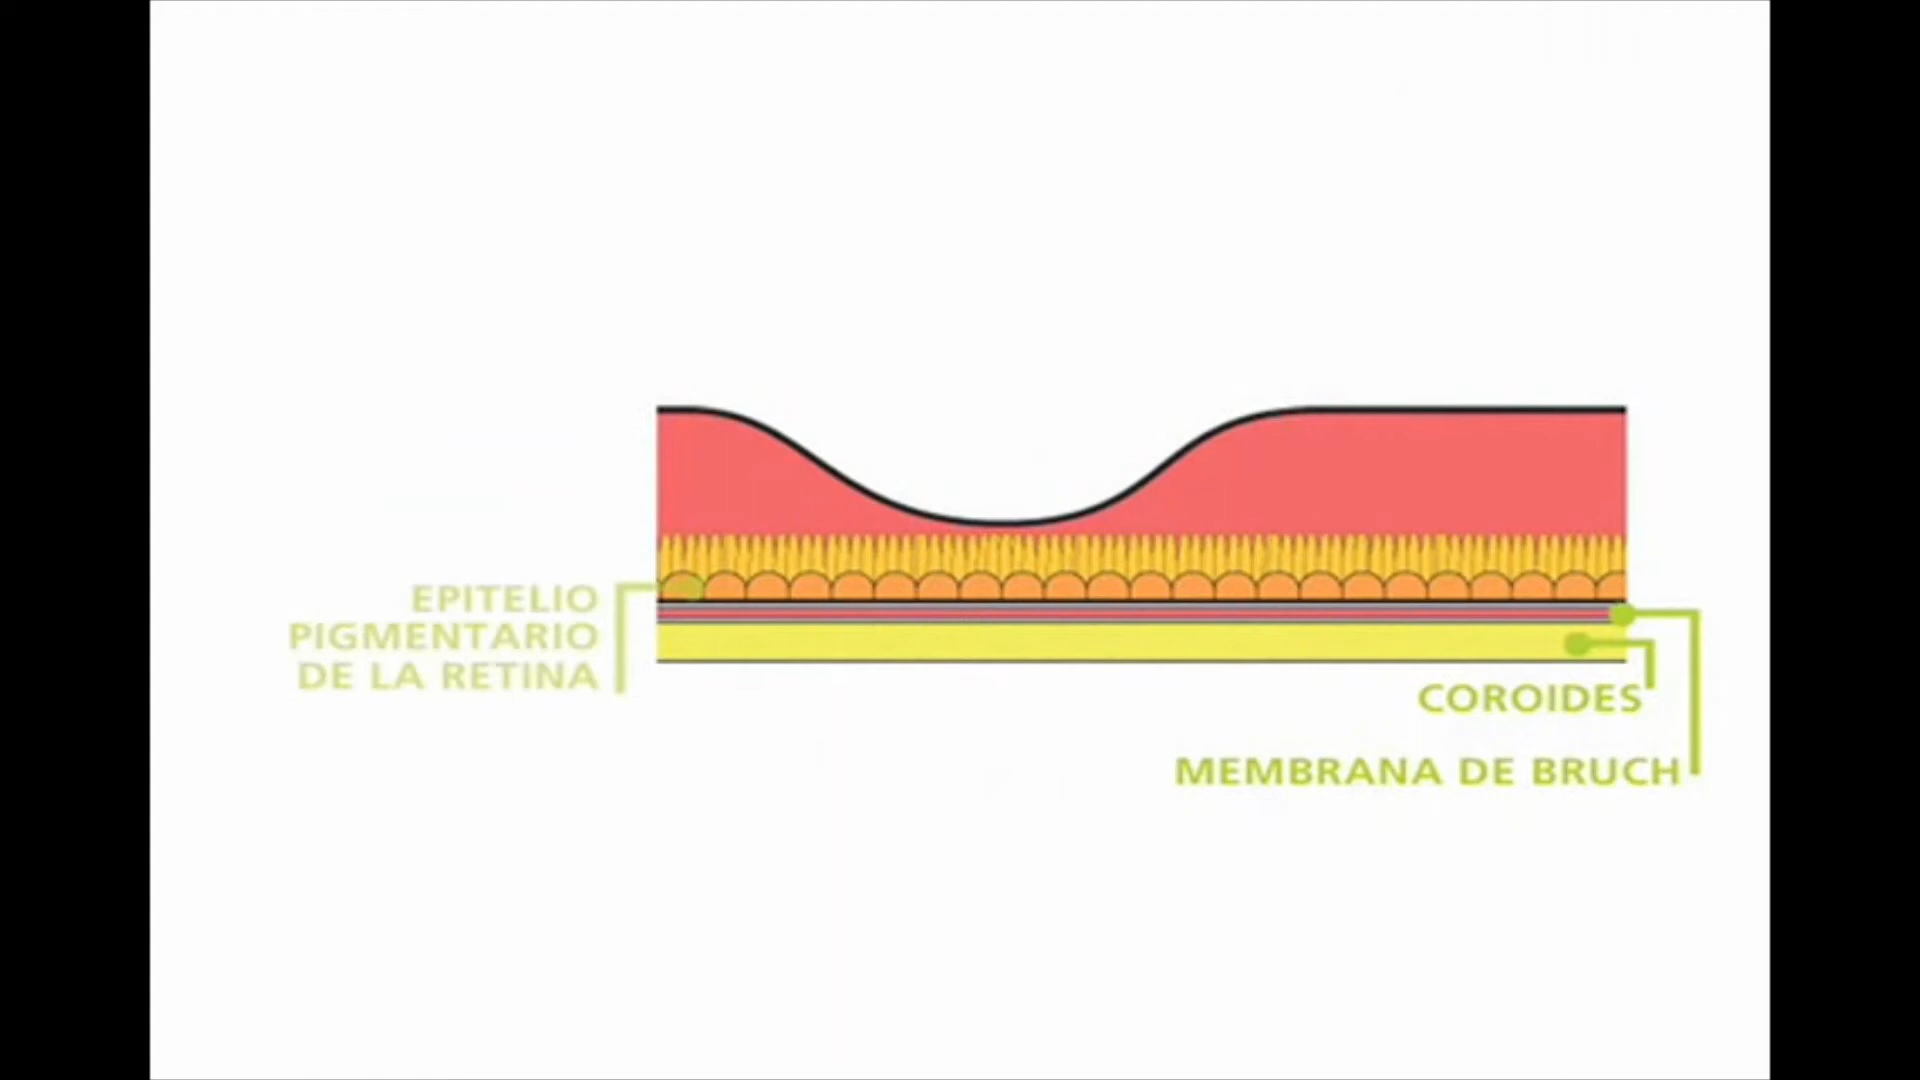 EPITELIO
PIGMENTARIO
DE LA RETINA
COROIDES
MEMBRANA DE BRUCH